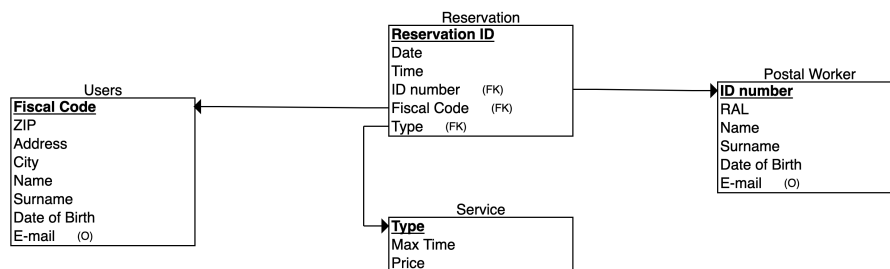 Reservation
Reservation ID
Date
Time
ID number (FK)
Fiscal Code (FK)
Type (FK)
Users
Fiscal Code
ZIP
Address
City
Name
Surname
Date of Birth
E-mail (O)
Postal Worker
ID number
RAL
Name
Surname
Date of Birth
E-mail (O)
Service
Type
Max Time
Price